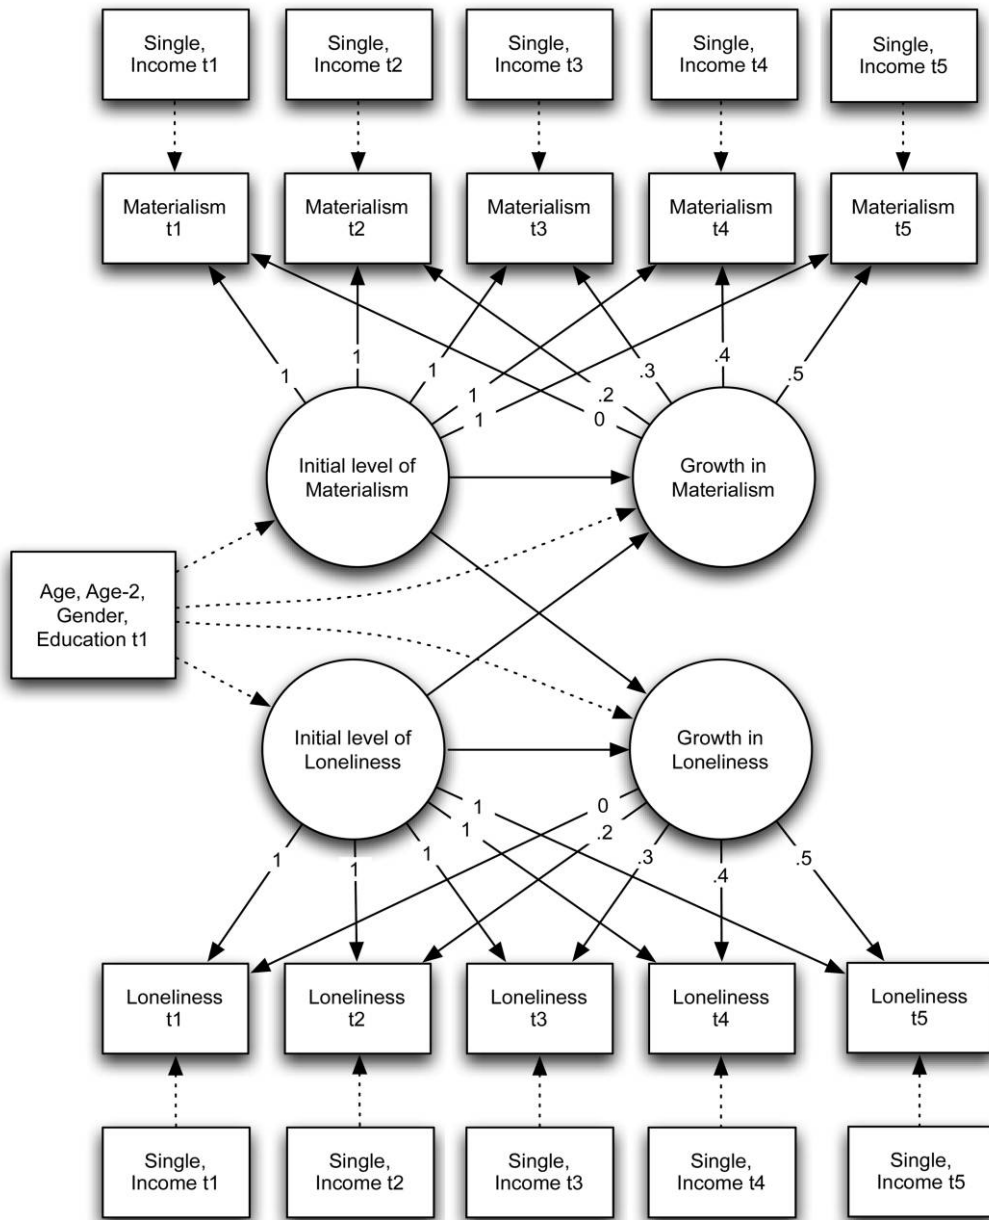 Single,
Income t1
Single,
Income t2
Single,
Income t3
Single,
Income t4
Single,
Income t5
Materialism
t1
Materialism
t2
Materialism
t3
Materialism
t4
Materialism
t5
1
1
1
1
1
0
.2
.3
.4
.5
Initial level of
Materialism
Growth in
Materialism
Age, Age-2,
Gender,
Education t1
Initial level of
Loneliness
Growth in
Loneliness
1
1
1
1
1
0
.2
.3
.4
.5
Loneliness
t1
Loneliness
t2
Loneliness
t3
Loneliness
t4
Loneliness
t5
Single,
Income t1
Single,
Income t2
Single,
Income t3
Single,
Income t4
Single,
Income t5